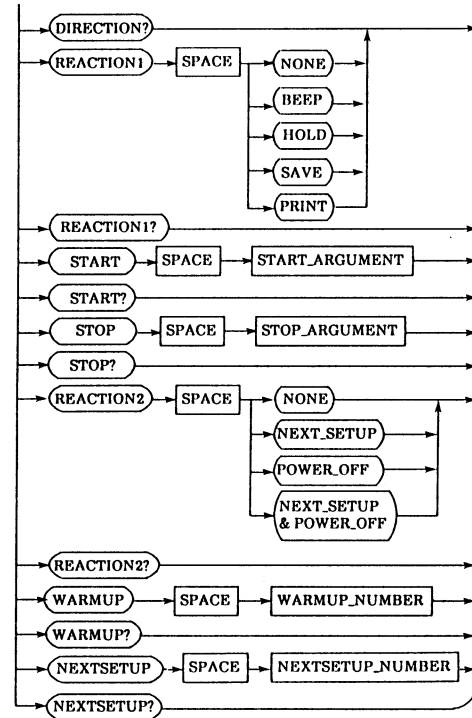 DIRECTION?
REACTION1 SPACE NONE
BEEP
HOLD
SAVE
PRINT
REACTION1?
START SPACE START_ARGUMENT
START?
STOP SPACE STOP_ARGUMENT
STOP?
REACTION2 SPACE NONE
NEXT_SETUP
POWER_OFF
NEXT_SETUP
& POWER_OFF
REACTION2?
WARMUP SPACE WARMUP_NUMBER
WARMUP?
NEXTSETUP SPACE NEXTSETUP_NUMBER
NEXTSETUP?